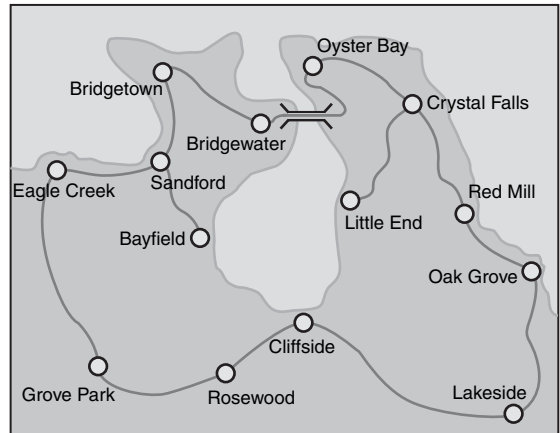 Oyster Bay
Bridgetown
Crystal Falls
Bridgewater
Eagle Creek
Sandford
Red Mill
Little End
Bayfield
Oak Grove
Cliffside
Grove Park
Rosewood
Lakeside